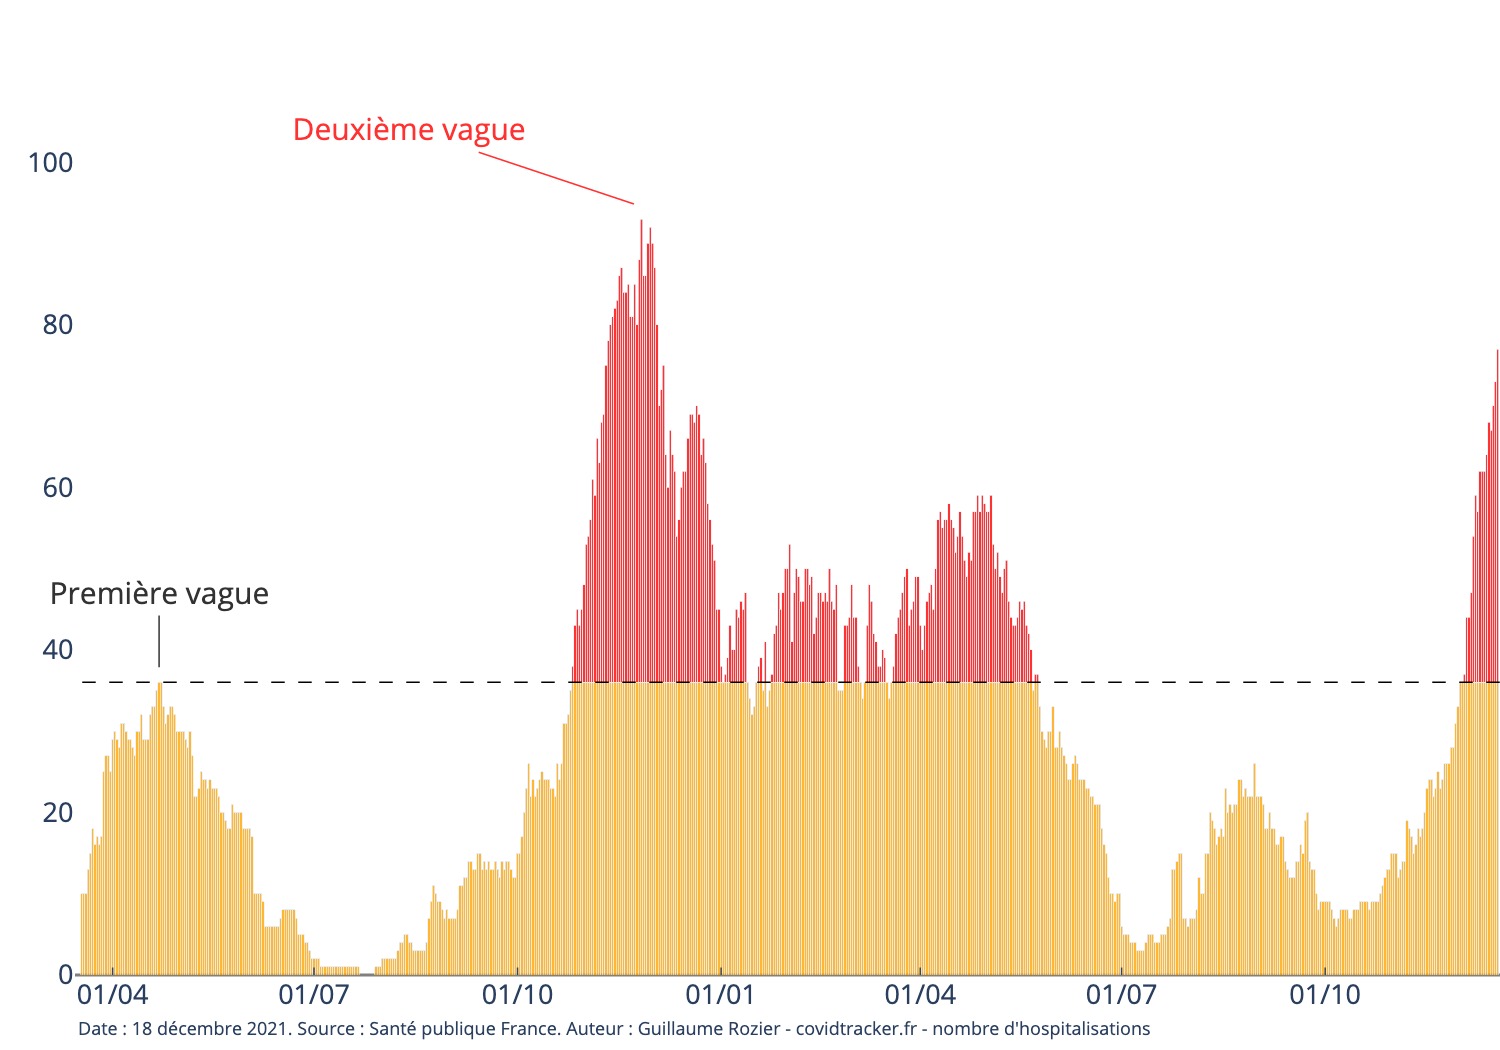 Deuxième vague
100
80
60
Première vague
40
20
0
01/04 01/07 01/10 01/01 01/04 01/07 01/10
Date : 18 décembre 2021. Source : Santé publique France. Auteur : Guillaume Rozier - covidtracker.fr - nombre d'hospitalisations